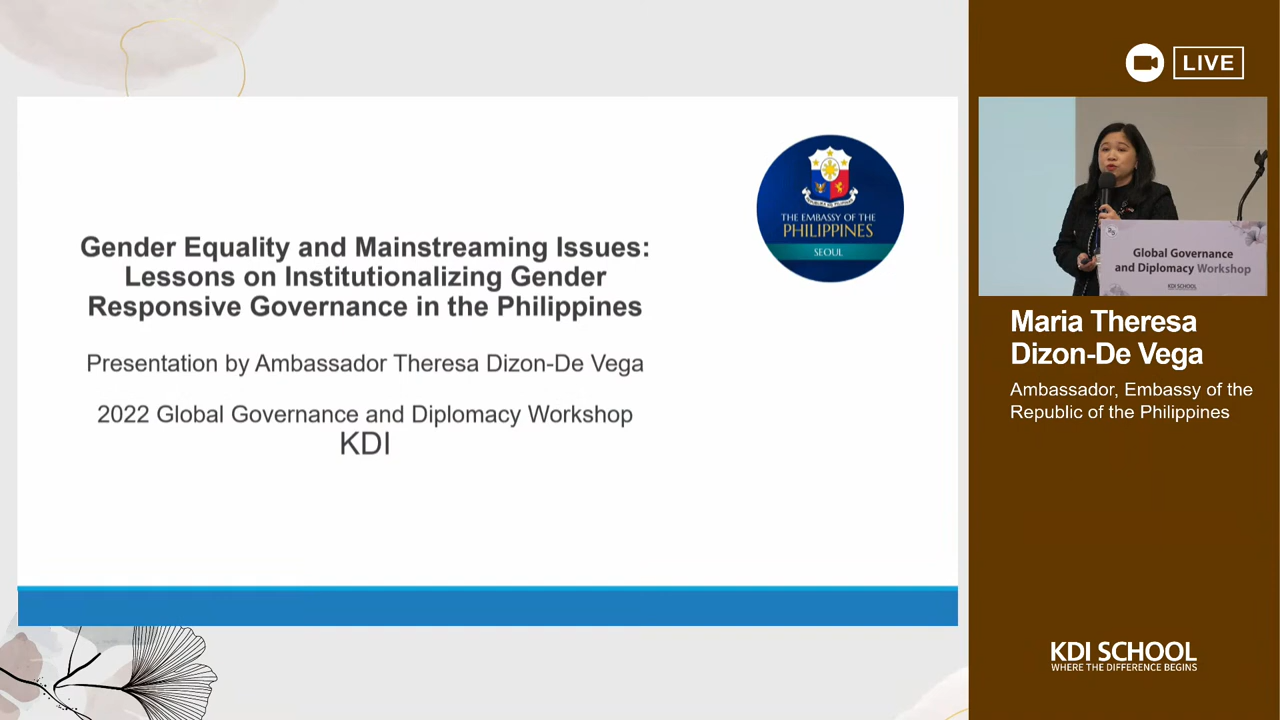 Gender Equality and Mainstreaming Issues:
Lessons on Institutionalizing Gender
Responsive Governance in the Philippines
Presentation by Ambassador Theresa Dizon-De Vega
2022 Global Governance and Diplomacy Workshop
KDI
THE EMBASSY OF THE
PHILIPPINES
SEOUL
LIVE
Global Governance
and Diplomacy Workshop
KDI SCHOOL
Maria Theresa
Dizon-De Vega
Ambassador, Embassy of the
Republic of the Philippines
KDI SCHOOL
WHERE THE DIFFERENCE BEGINS